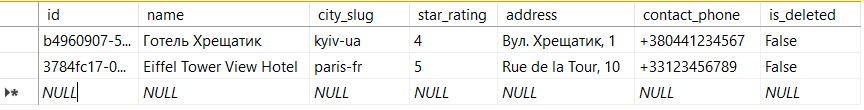 id name city_slug star_rating address contact_phone is_deleted
b4960907-5... Готель Хрещатик kyiv-ua 4 Вул. Хрещатик, 1 +380441234567 False
3784fc17-0... Eiffel Tower View Hotel paris-fr 5 Rue de la Tour, 10 +33123456789 False
NULL NULL NULL NULL NULL NULL NULL